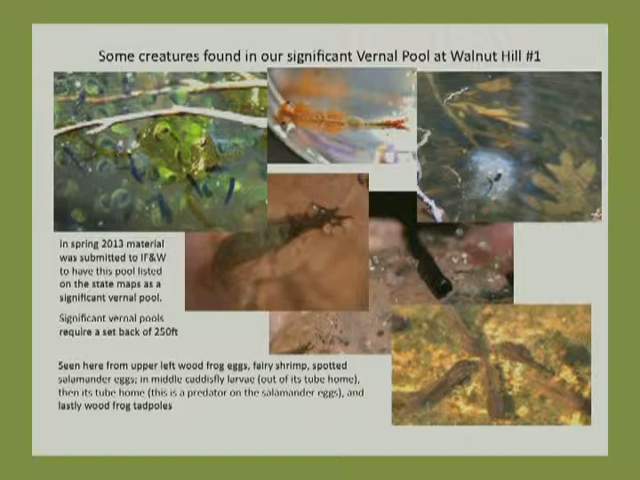 Some creatures found in our significant Vernal Pool at Walnut Hill #1
In spring 2013 material
was submitted to IF&W
to have this pool listed
on the state maps as a
significant vernal pool.
Significant vernal pools
require a set back of 250ft
Seen here from upper left wood frog eggs, fairy shrimp, spotted
salamander eggs; in middle caddisfly larvae (out of its tube home),
then its tube home (this is a predator on the salamander eggs), and
lastly wood frog tadpoles